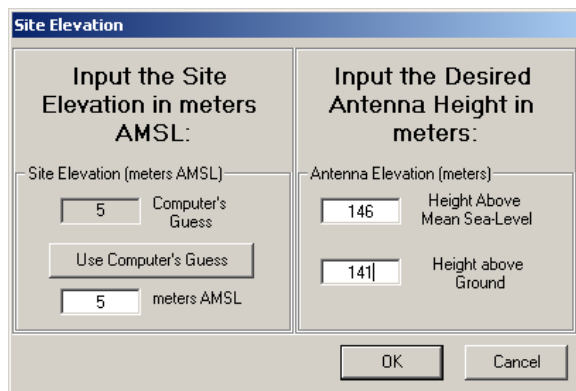 Site Elevation
Input the Site
Elevation in meters
AMSL:
Site Elevation (meters AMSL)
5
Computer's
Guess
Use Computer's Guess
5
meters AMSL
Input the Desired
Antenna Height in
meters:
Antenna Elevation (meters)
146
Height Above
Mean Sea-Level
141
Height above
Ground
OK
Cancel